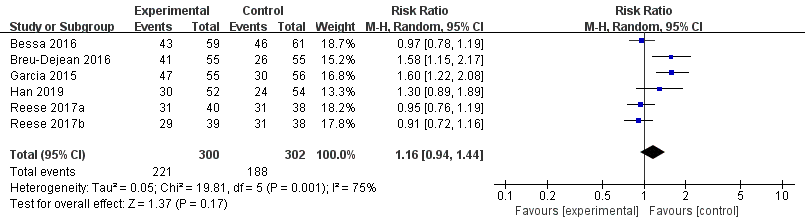 Experimental Control Risk Ratio Risk Ratio
Study or Subgroup Events Total Events Total Weight M-H, Random, 95% CI M-H, Random, 95% CI
Bessa 2016 43 59 46 61 18.7% 0.97 [0.78, 1.19]
Breu-Dejean 2016 41 55 26 55 15.2% 1.58 [1.15, 2.17]
Garcia 2015 47 55 30 56 16.8% 1.60 [1.22, 2.08]
Han 2019 30 52 24 54 13.3% 1.30 [0.89, 1.89]
Reese 2017a 31 40 31 38 18.2% 0.95 [0.76, 1.19]
Reese 2017b 29 39 31 38 17.8% 0.91 [0.72, 1.16]
Total (95% CI) 300 302 100.0% 1.16 [0.94, 1.44]
Total events 221 188
Heterogeneity: Tau² = 0.05; Chi² = 19.81, df = 5 (P = 0.001); I² = 75%
Test for overall effect: Z = 1.37 (P = 0.17)
0.1 0.2 0.5 1 2 5 10
Favours [experimental] Favours [control]